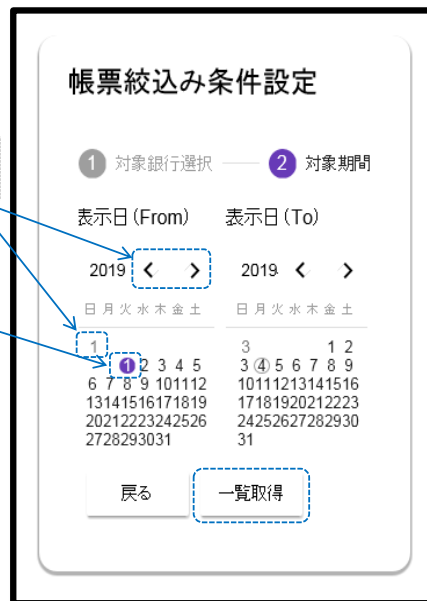 帳票絞込み条件設定
1 対象銀行選択 2 対象期間
表示日(From) 表示日(To)
2019 < > 2019 < >
日 月 火 水 木 金 土 日 月 火 水 木 金 土
1 3 1 2
1 2 3 4 5 3 4 5 6 7 8 9
6 7 8 9 10 11 12 10 11 12 13 14 15 16
13 14 15 16 17 18 19 17 18 19 20 21 22 23
20 21 22 23 24 25 26 24 25 26 27 28 29 30
27 28 29 30 31 31
戻る 一覧取得